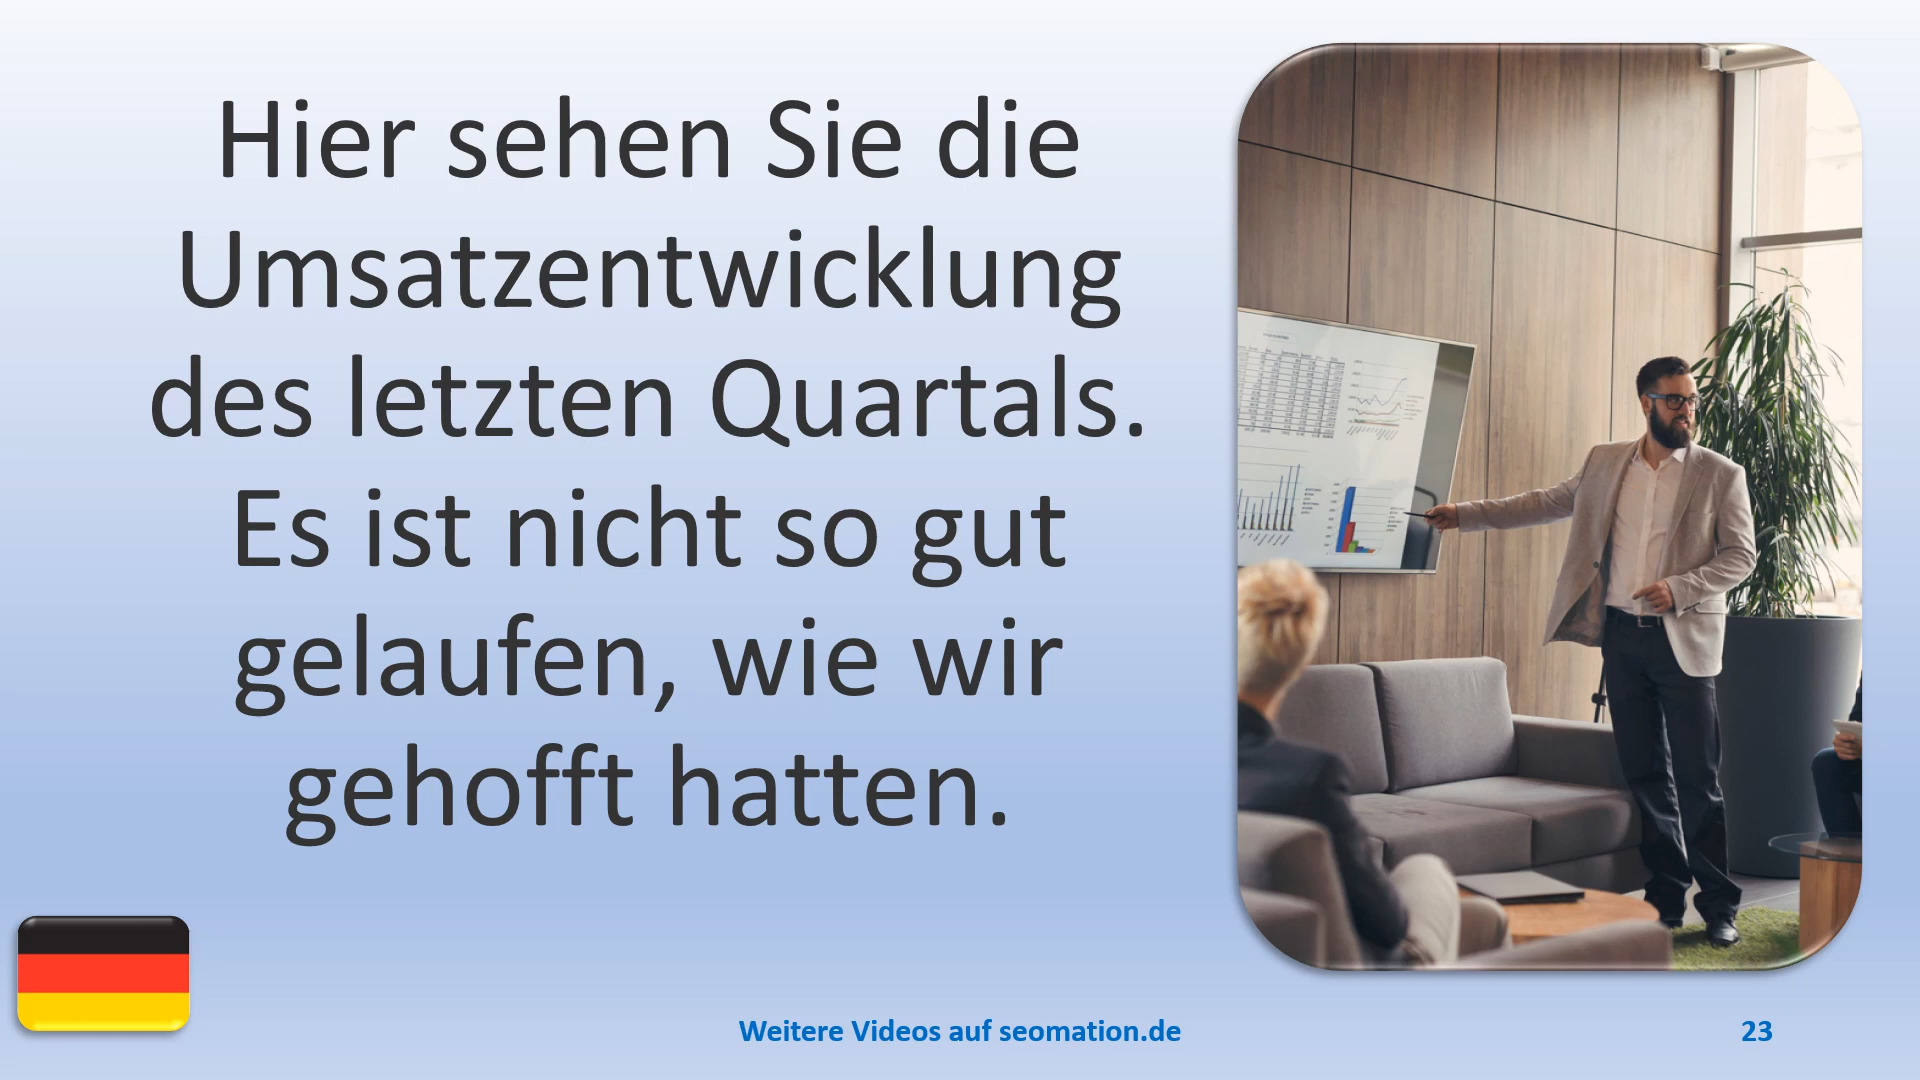 Hier sehen Sie die
Umsatzentwicklung
des letzten Quartals.
Es ist nicht so gut
gelaufen, wie wir
gehofft hatten.
Weitere Videos auf seomation.de
23